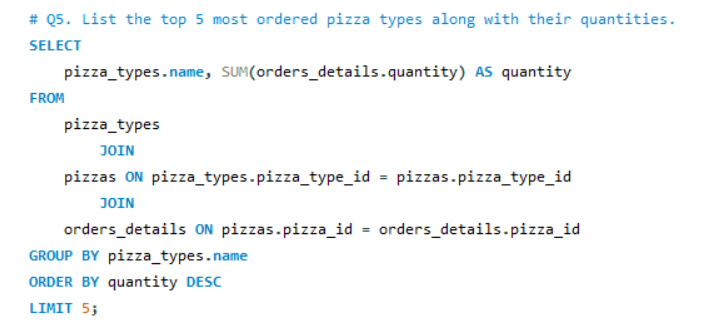 # Q5. List the top 5 most ordered pizza types along with their quantities.
SELECT
    pizza_types.name, SUM(orders_details.quantity) AS quantity
FROM
    pizza_types
        JOIN
    pizzas ON pizza_types.pizza_type_id = pizzas.pizza_type_id
        JOIN
    orders_details ON pizzas.pizza_id = orders_details.pizza_id
GROUP BY pizza_types.name
ORDER BY quantity DESC
LIMIT 5;